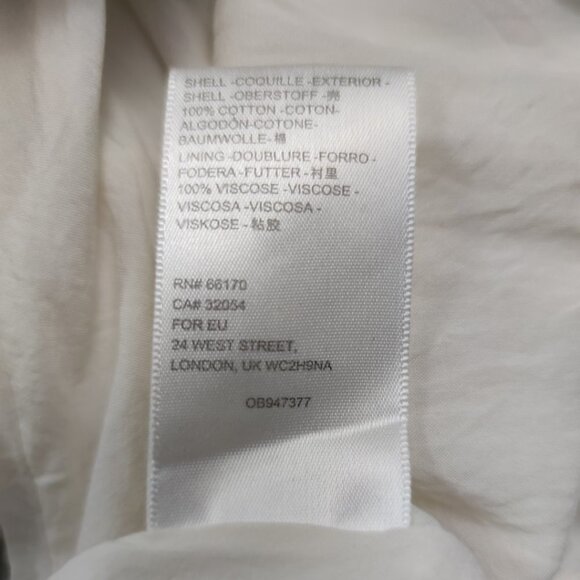 SHELL -COQUILLE -EXTERIOR -
SHELL -OBERSTOFF -壳
100% COTTON -COTON-
ALGODÓN-COTONE-
BAUMWOLLE- 棉
LINING -DOUBLURE -FORRO -
FODERA -FUTTER - 衬里
100% VISCOSE -VISCOSE -
VISCOSA -VISCOSA -
VISKOSE - 粘胶
RN# 66170
CA# 32054
FOR EU
24 WEST STREET,
LONDON, UK WC2H9NA
OB947377